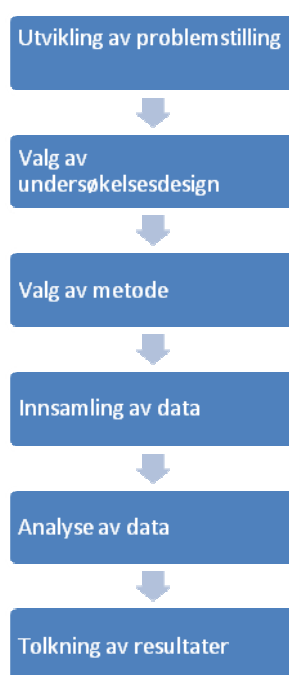 Utvikling av problemstilling
Valg av
undersøkelsesdesign
Valg av metode
Innsamling av data
Analyse av data
Tolkning av resultater